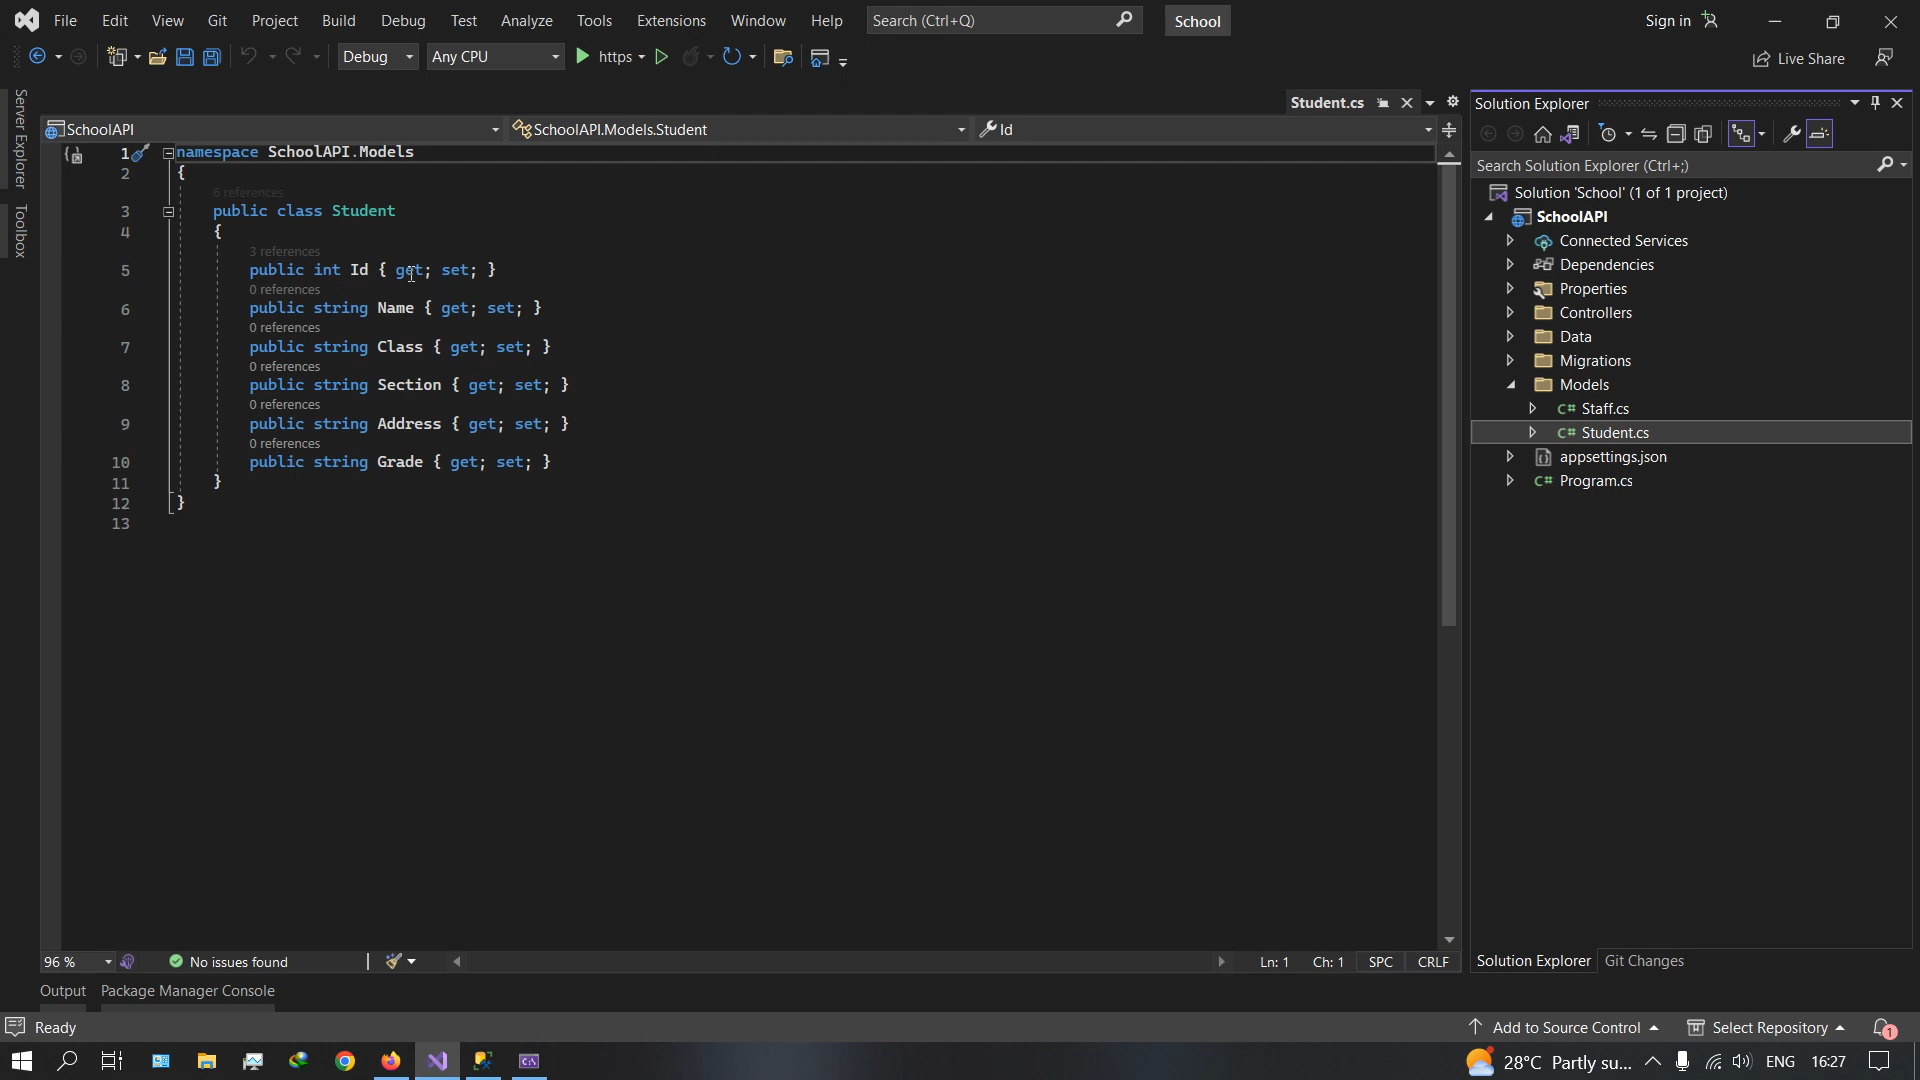 File Edit View Git Project Build Debug Test Analyze Tools Extensions Window Help Search (Ctrl+Q) School Sign in
Debug Any CPU https Live Share
Server Explorer
Toolbox
Student.cs
SchoolAPI SchoolAPI.Models.Student Id
1 namespace SchoolAPI.Models
2 {
6 references
3 public class Student
4 {
3 references
5 public int Id { get; set; }
0 references
6 public string Name { get; set; }
0 references
7 public string Class { get; set; }
0 references
8 public string Section { get; set; }
0 references
9 public string Address { get; set; }
0 references
10 public string Grade { get; set; }
11 }
12 }
13
96 % No issues found Ln: 1 Ch: 1 SPC CRLF
Solution Explorer
Search Solution Explorer (Ctrl+;)
Solution 'School' (1 of 1 project)
SchoolAPI
Connected Services
Dependencies
Properties
Controllers
Data
Migrations
Models
C# Staff.cs
C# Student.cs
appsettings.json
C# Program.cs
Solution Explorer Git Changes
Output Package Manager Console
Ready Add to Source Control Select Repository 1
28°C Partly su... ENG 16:27